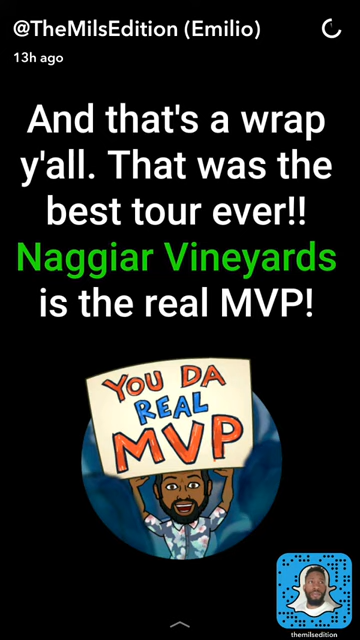 @TheMilsEdition (Emilio)
13h ago
And that's a wrap
y'all. That was the
best tour ever!!
Naggiar Vineyards
is the real MVP!
YOU DA
REAL
MVP
themilsedition